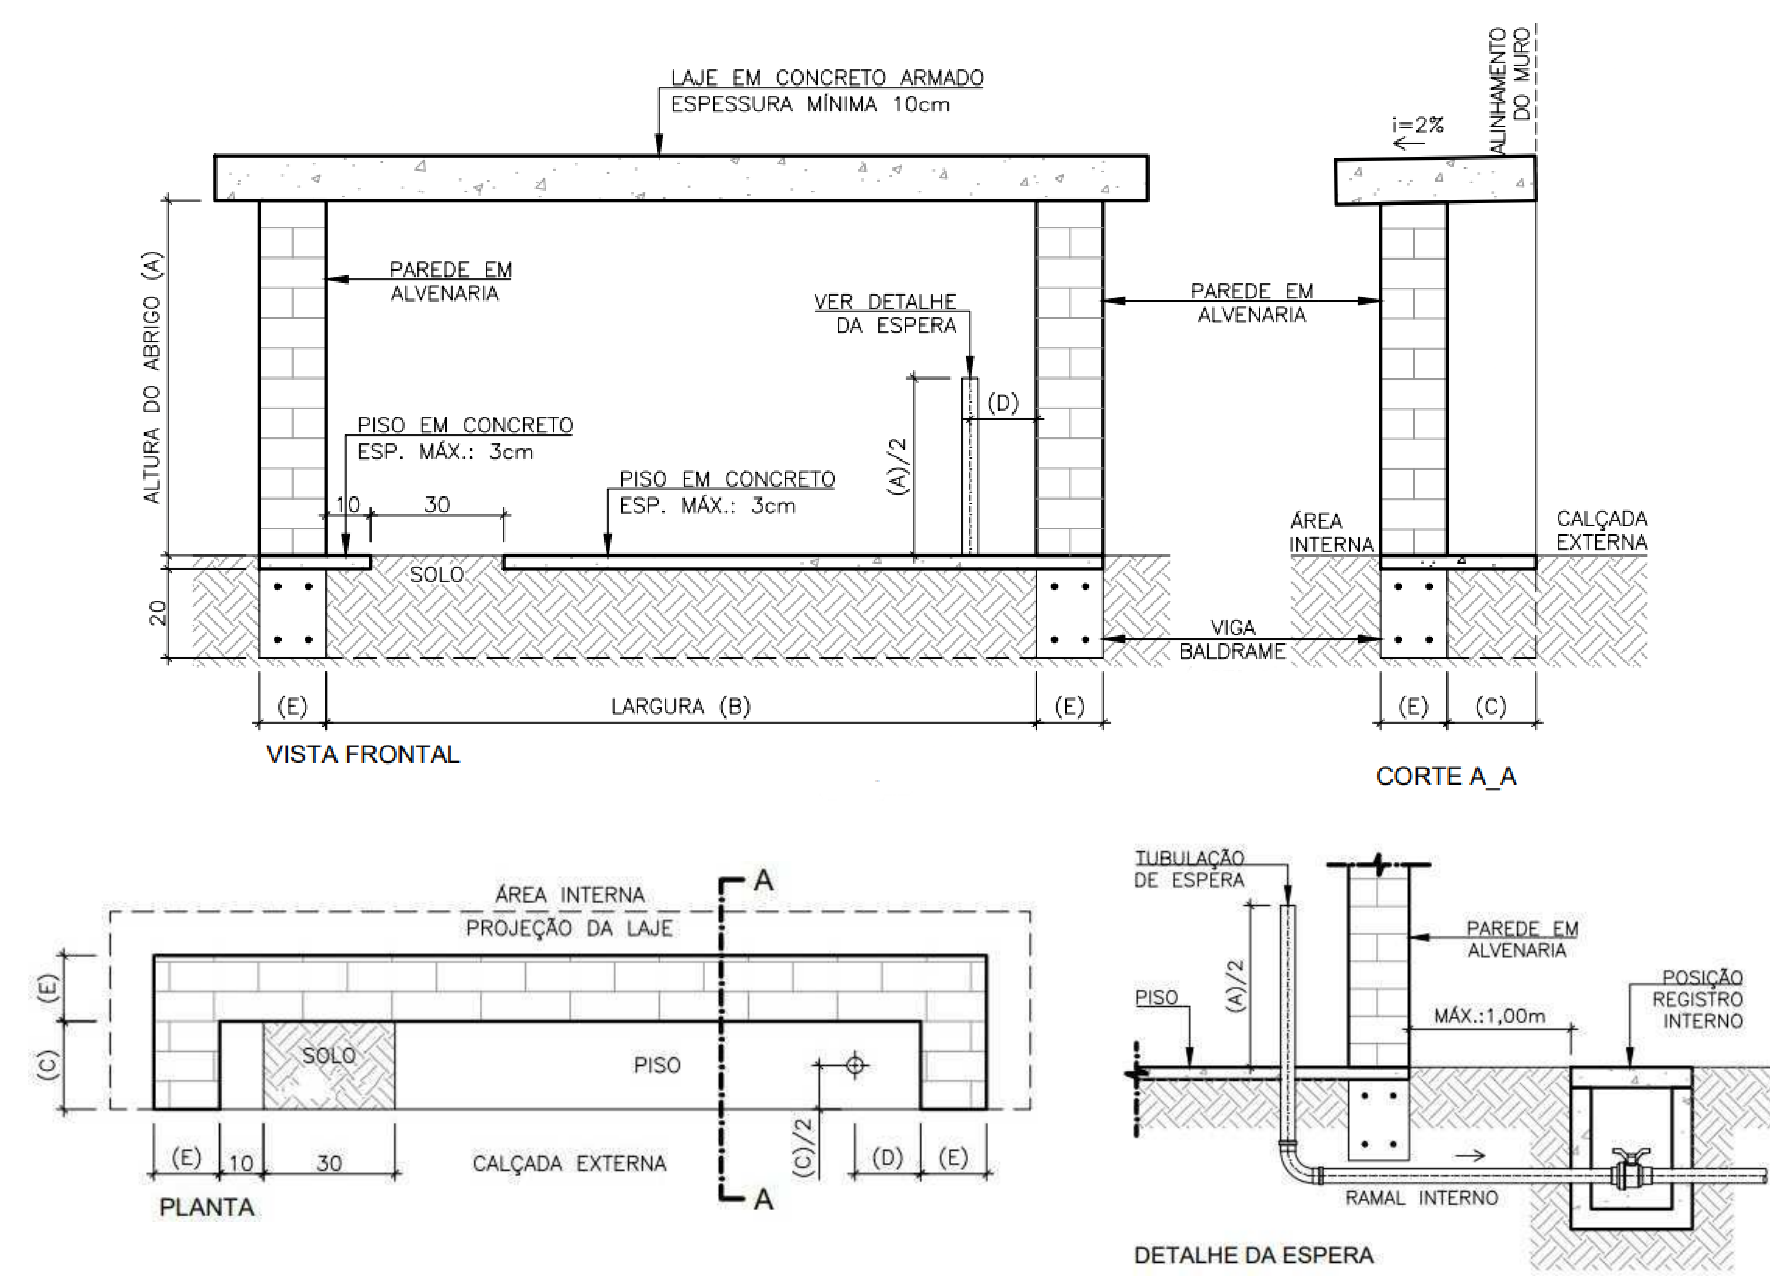 LAJE EM CONCRETO ARMADO
ESPESSURA MÍNIMA 10cm
ALTURA DO ABRIGO (A)
PAREDE EM
ALVENARIA
VER DETALHE
DA ESPERA
(D)
(A)/2
PISO EM CONCRETO
ESP. MÁX.: 3cm
PISO EM CONCRETO
ESP. MÁX.: 3cm
10
30
SOLO
20
(E)
LARGURA (B)
(E)
VISTA FRONTAL
ALINHAMENTO
DO MURO
i=2%
PAREDE EM
ALVENARIA
ÁREA
INTERNA
CALÇADA
EXTERNA
VIGA
BALDRAME
(E)
(C)
CORTE A_A
A
ÁREA INTERNA
PROJEÇÃO DA LAJE
(E)
(C)
SOLO
PISO
(C)/2
(E)
10
30
CALÇADA EXTERNA
(D)
(E)
A
PLANTA
TUBULAÇÃO
DE ESPERA
PAREDE EM
ALVENARIA
(A)/2
PISO
POSIÇÃO
REGISTRO
INTERNO
MÁX.:1,00m
RAMAL INTERNO
DETALHE DA ESPERA